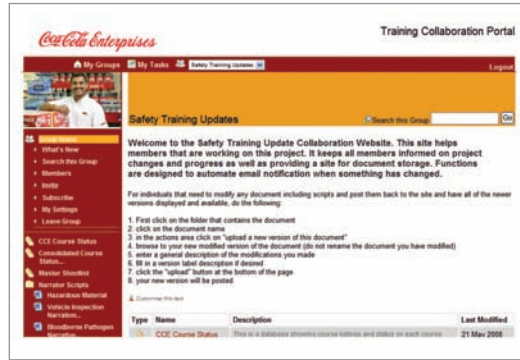 Coca-Cola Enterprises
Training Collaboration Portal
My Groups My Tasks Safety Training Updates
Logout
Safety Training Updates
Search this Group Go
Group Home
What's New
Search this Group
Members
Invite
Subscribe
My Settings
Leave Group
CCE Course Status
Consolidated Course Status...
Master Shootlist
Narrator Scripts
Hazardous Material
Vehicle Inspection Narration...
Bloodborne Pathogen Narration...
Welcome to the Safety Training Update Collaboration Website. This site helps
members that are working on this project. It keeps all members informed on project
changes and progress as well as providing a site for document storage. Functions
are designed to automate email notification when something has changed.
For individuals that need to modify any document including scripts and post them back to the site and have all of the newer
versions displayed and available, do the following:
1. First click on the folder that contains the document
2. click on the document name
3. in the actions area click on "upload a new version of this document"
4. browse to your new modified version of the document (do not rename the document you have modified)
5. enter a general description of the modifications you made
6. fill in a version label description if desired
7. click the "upload" button at the bottom of the page
8. your new version will be posted
Customise this text
Type Name Description Last Modified
CCE Course Status This is a database showing course listings and status on each course 21 May 2008